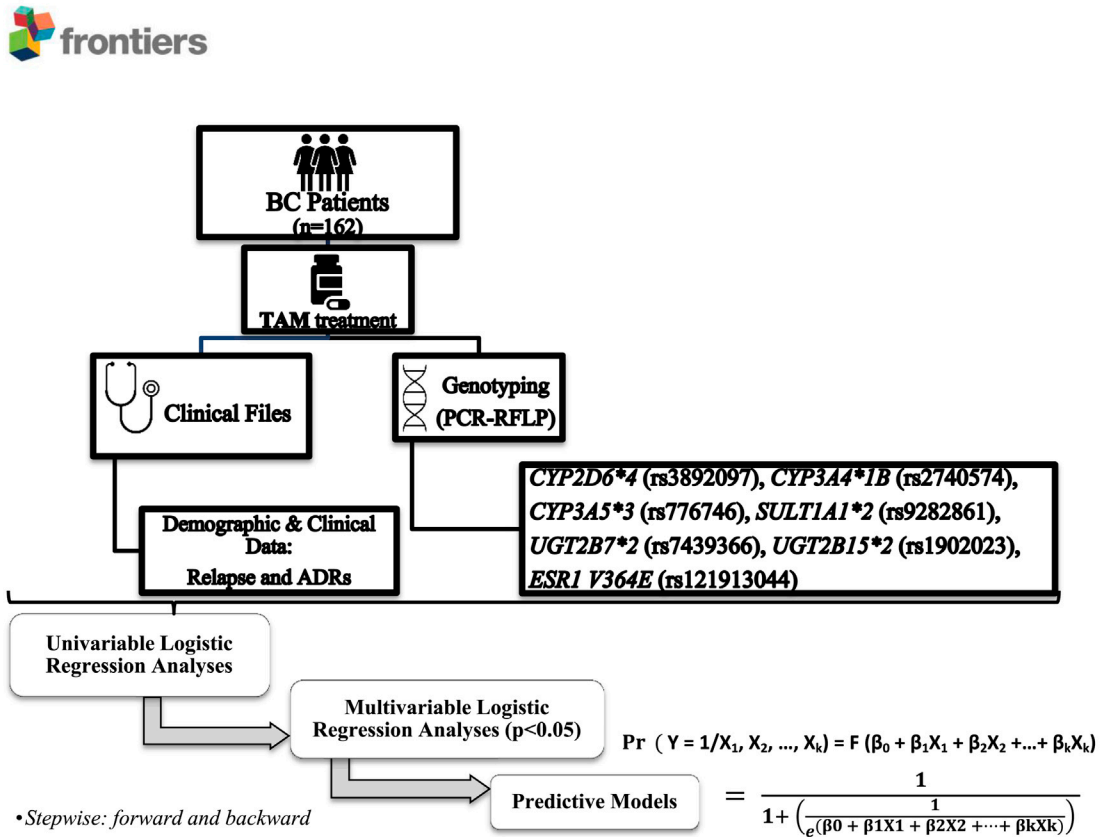 frontiers
BC Patients
(n=162)
TAM treatment
Clinical Files
Genotyping
(PCR-RFLP)
CYP2D6*4 (rs3892097), CYP3A4*1B (rs2740574),
CYP3A5*3 (rs776746), SULT1A1*2 (rs9282861),
UGT2B7*2 (rs7439366), UGT2B15*2 (rs1902023),
ESR1 V364E (rs121913044)
Demographic & Clinical
Data:
Relapse and ADRs
Univariable Logistic
Regression Analyses
Multivariable Logistic
Regression Analyses (p<0.05)
Pr ( Y = 1/X₁, X₂, ..., Xₖ) = F (β₀ + β₁X₁ + β₂X₂ +...+ βₖXₖ)
Predictive Models
= 1
1+ ( 1
e(β0 + β1X1 + β2X2 +⋯+ βkXk) )
•Stepwise: forward and backward